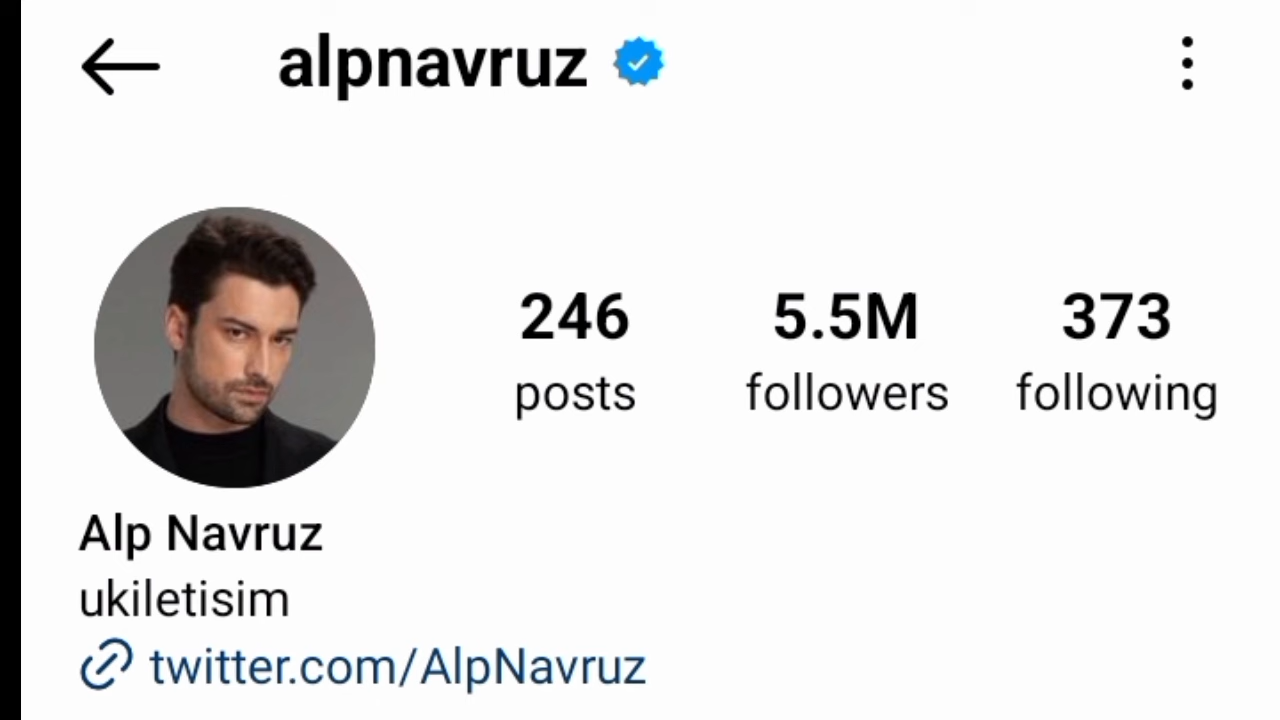 alpnavruz
246 5.5M 373
posts followers following
Alp Navruz
ukiletisim
twitter.com/AlpNavruz